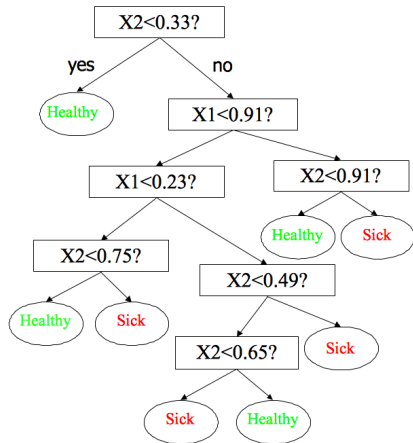 X2<0.33?
yes
no
Healthy
X1<0.91?
X1<0.23?
X2<0.91?
Healthy
Sick
X2<0.75?
X2<0.49?
Healthy
Sick
X2<0.65?
Sick
Sick
Healthy